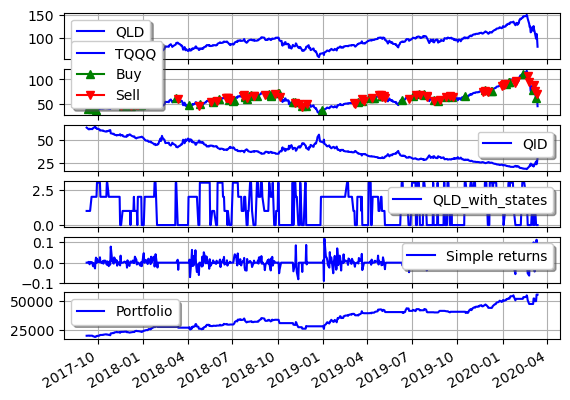 150
QLD
100
TQQQ
Buy
100
Sell
50
50
QID
25
2.5
QLD_with_states
0.0
0.1
Simple returns
0.0
−0.1
50000
Portfolio
25000
2017-10 2018-01 2018-04 2018-07 2018-10 2019-01 2019-04 2019-07 2019-10 2020-01 2020-04